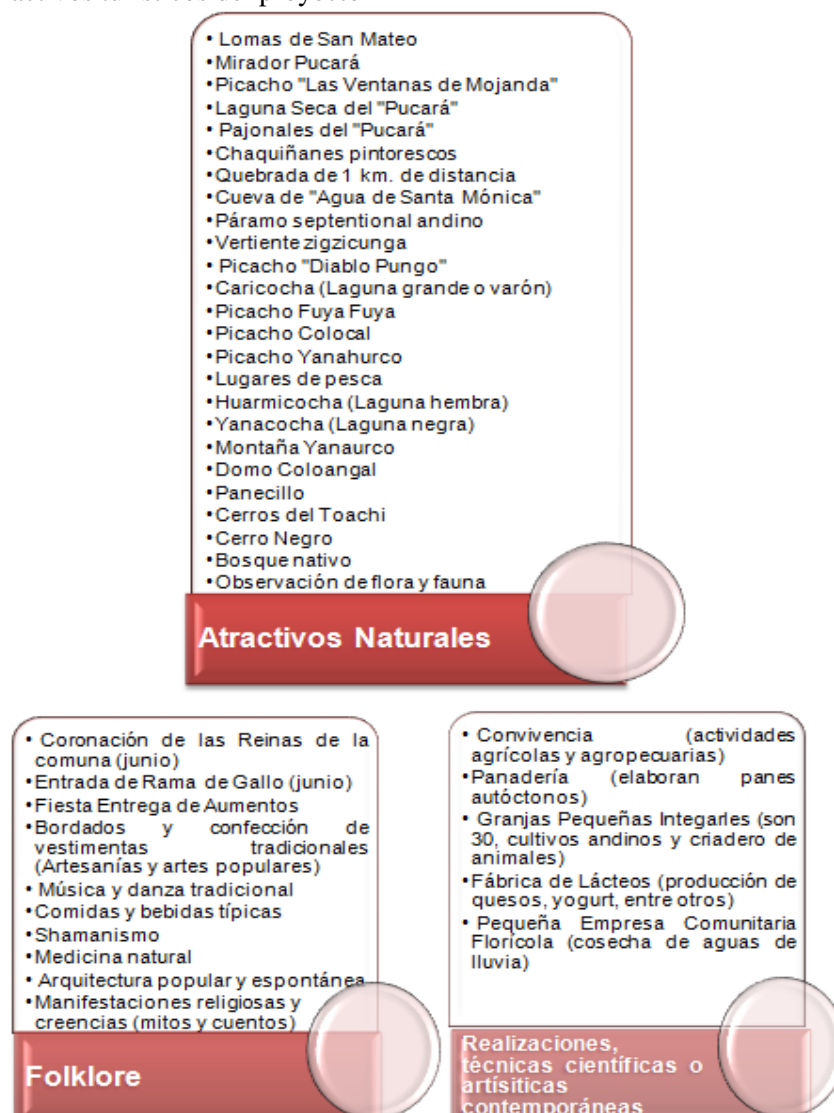 • Lomas de San Mateo
•Mirador Pucará
•Picacho "Las Ventanas de Mojanda"
•Laguna Seca del "Pucará"
• Pajonales del "Pucará"
•Chaquiñanes pintorescos
•Quebrada de 1 km. de distancia
•Cueva de "Agua de Santa Mónica"
•Páramo septentional andino
•Vertiente zigzicunga
• Picacho "Diablo Pungo"
•Caricocha (Laguna grande o varón)
•Picacho Fuya Fuya
•Picacho Colocal
•Picacho Yanahurco
•Lugares de pesca
•Huarmicocha (Laguna hembra)
•Yanacocha (Laguna negra)
•Montaña Yanaurco
•Domo Coloangal
•Panecillo
•Cerros del Toachi
•Cerro Negro
•Bosque nativo
•Observación de flora y fauna
Atractivos Naturales
• Coronación de las Reinas de la
comuna (junio)
•Entrada de Rama de Gallo (junio)
•Fiesta Entrega de Aumentos
•Bordados y confección de
vestimentas tradicionales
(Artesanías y artes populares)
• Música y danza tradicional
•Comidas y bebidas típicas
•Shamanismo
•Medicina natural
• Arquitectura popular y espontánea
•Manifestaciones religiosas y
creencias (mitos y cuentos)
Folklore
• Convivencia (actividades
agrícolas y agropecuarias)
•Panadería (elaboran panes
autóctonos)
• Granjas Pequeñas Integarles (son
30, cultivos andinos y criadero de
animales)
•Fábrica de Lácteos (producción de
quesos, yogurt, entre otros)
• Pequeña Empresa Comunitaria
Florícola (cosecha de aguas de
lluvia)
Realizaciones,
técnicas científicas o
artísiticas
contemporáneas